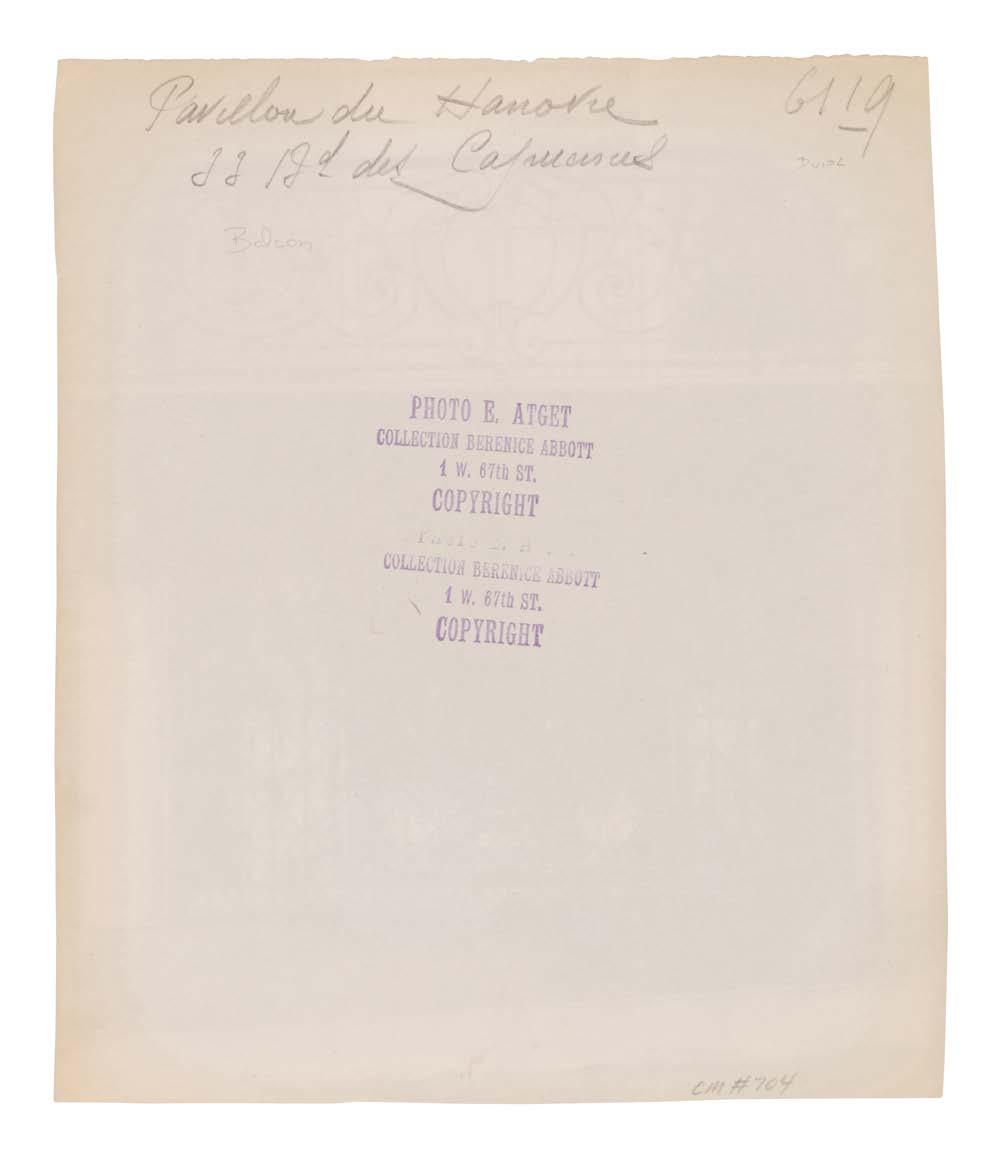 Pavillon du Hanovre
6119
33 Bd des Capucines
Balcon
PHOTO E. ATGET
COLLECTION BERENICE ABBOTT
1 W. 67th ST.
COPYRIGHT
PHOTO E. A
COLLECTION BERENICE ABBOTT
1 W. 67th ST.
COPYRIGHT
CM #704